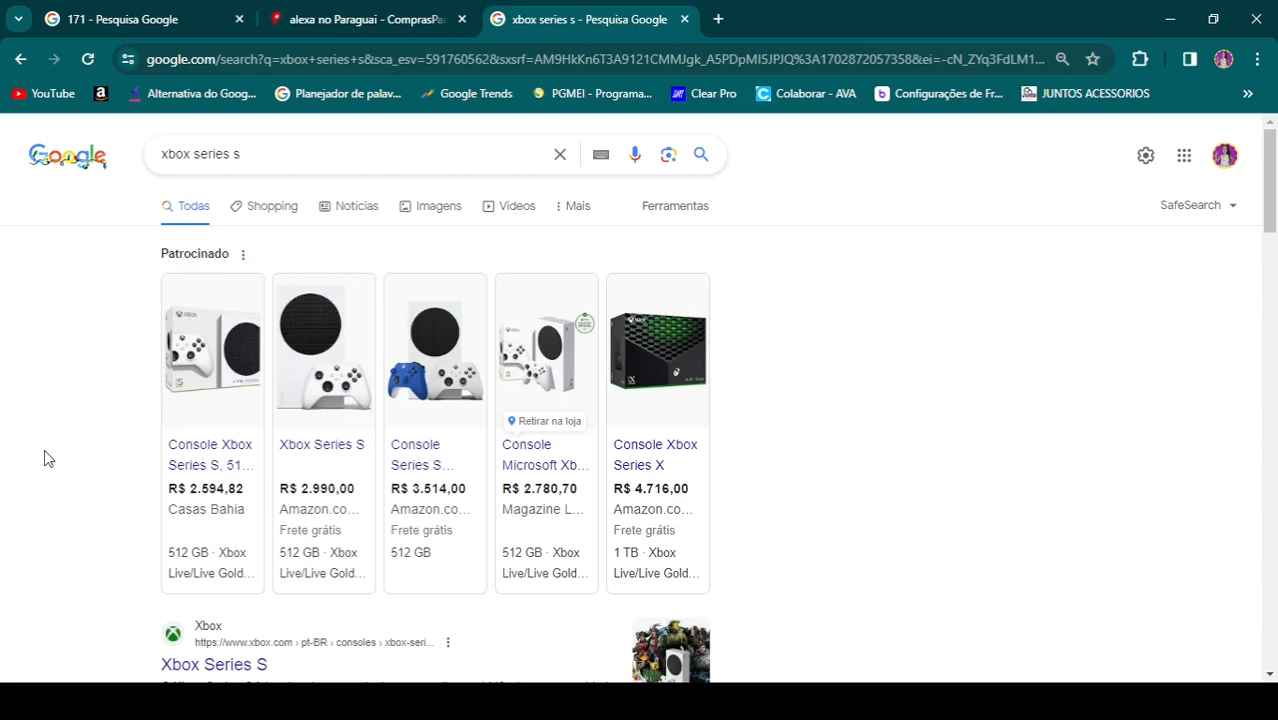 171 - Pesquisa Google
alexa no Paraguai - ComprasPa
xbox series s - Pesquisa Google
google.com/search?q=xbox+series+s&sca_esv=591760562&sxsrf=AM9HkKn6T3A9121CMMJgk_A5PDpMI5JPJQ%3A1702872057358&ei=-cN_ZYq3FdLM1...
YouTube
Alternativa do Goog...
Planejador de palav...
Google Trends
PGMEI - Programa...
Clear Pro
Colaborar - AVA
Configurações de Fr...
JUNTOS ACESSORIOS
Google
xbox series s
Todas
Shopping
Notícias
Imagens
Vídeos
Mais
Ferramentas
SafeSearch
Patrocinado
XBOX
Retirar na loja
Console Xbox
Series S, 51...
R$ 2.594,82
Casas Bahia
512 GB · Xbox
Live/Live Gold...
Xbox Series S
R$ 2.990,00
Amazon.co...
Frete grátis
512 GB · Xbox
Live/Live Gold...
Console
Series S...
R$ 3.514,00
Amazon.co...
Frete grátis
512 GB
Console
Microsoft Xb...
R$ 2.780,70
Magazine L...
512 GB · Xbox
Live/Live Gold...
Console Xbox
Series X
R$ 4.716,00
Amazon.co...
Frete grátis
1 TB · Xbox
Live/Live Gold...
Xbox
https://www.xbox.com › pt-BR › consoles › xbox-seri...
Xbox Series S